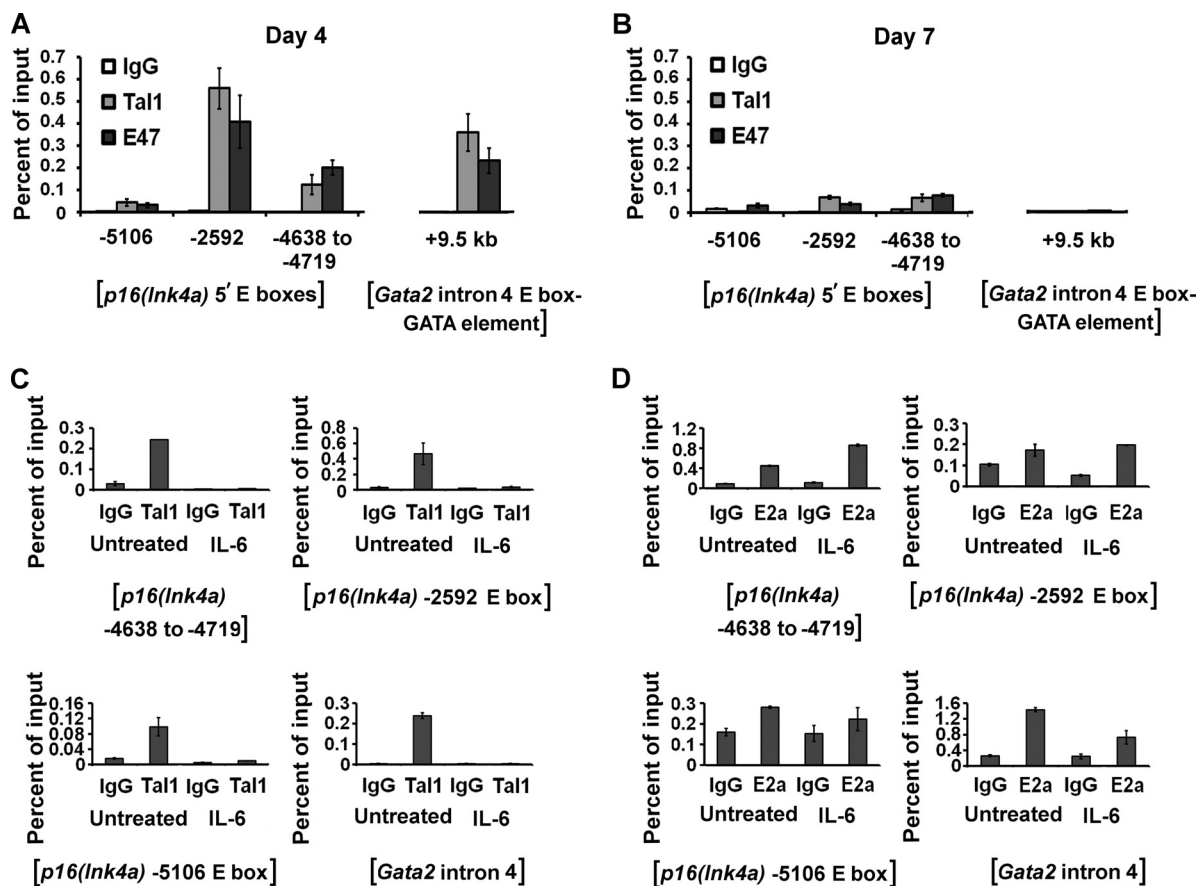 A
Day 4
Percent of input
0.7
0.6
0.5
0.4
0.3
0.2
0.1
0
IgG
Tal1
E47
-5106
-2592
-4638 to
-4719
+9.5 kb
[p16(Ink4a) 5′ E boxes]
[Gata2 intron 4 E box-
GATA element]
B
Day 7
Percent of input
0.7
0.6
0.5
0.4
0.3
0.2
0.1
0
IgG
Tal1
E47
-5106
-2592
-4638 to
-4719
+9.5 kb
[p16(Ink4a) 5′ E boxes]
[Gata2 intron 4 E box-
GATA element]
C
Percent of input
0.3
0.2
0.1
0
IgG Tal1 IgG Tal1
Untreated IL-6
[p16(Ink4a)
-4638 to -4719]
Percent of input
0.8
0.6
0.4
0.2
0
IgG Tal1 IgG Tal1
Untreated IL-6
[p16(Ink4a) -2592 E box]
Percent of input
0.16
0.12
0.08
0.04
0
IgG Tal1 IgG Tal1
Untreated IL-6
[p16(Ink4a) -5106 E box]
Percent of input
0.3
0.2
0.1
0
IgG Tal1 IgG Tal1
Untreated IL-6
[Gata2 intron 4]
D
Percent of input
1.2
0.8
0.4
0
IgG E2a IgG E2a
Untreated IL-6
[p16(Ink4a)
-4638 to -4719]
Percent of input
0.3
0.2
0.1
0
IgG E2a IgG E2a
Untreated IL-6
[p16(Ink4a) -2592 E box]
Percent of input
0.3
0.2
0.1
0
IgG E2a IgG E2a
Untreated IL-6
[p16(Ink4a) -5106 E box]
Percent of input
1.6
1.2
0.8
0.4
0
IgG E2a IgG E2a
Untreated IL-6
[Gata2 intron 4]